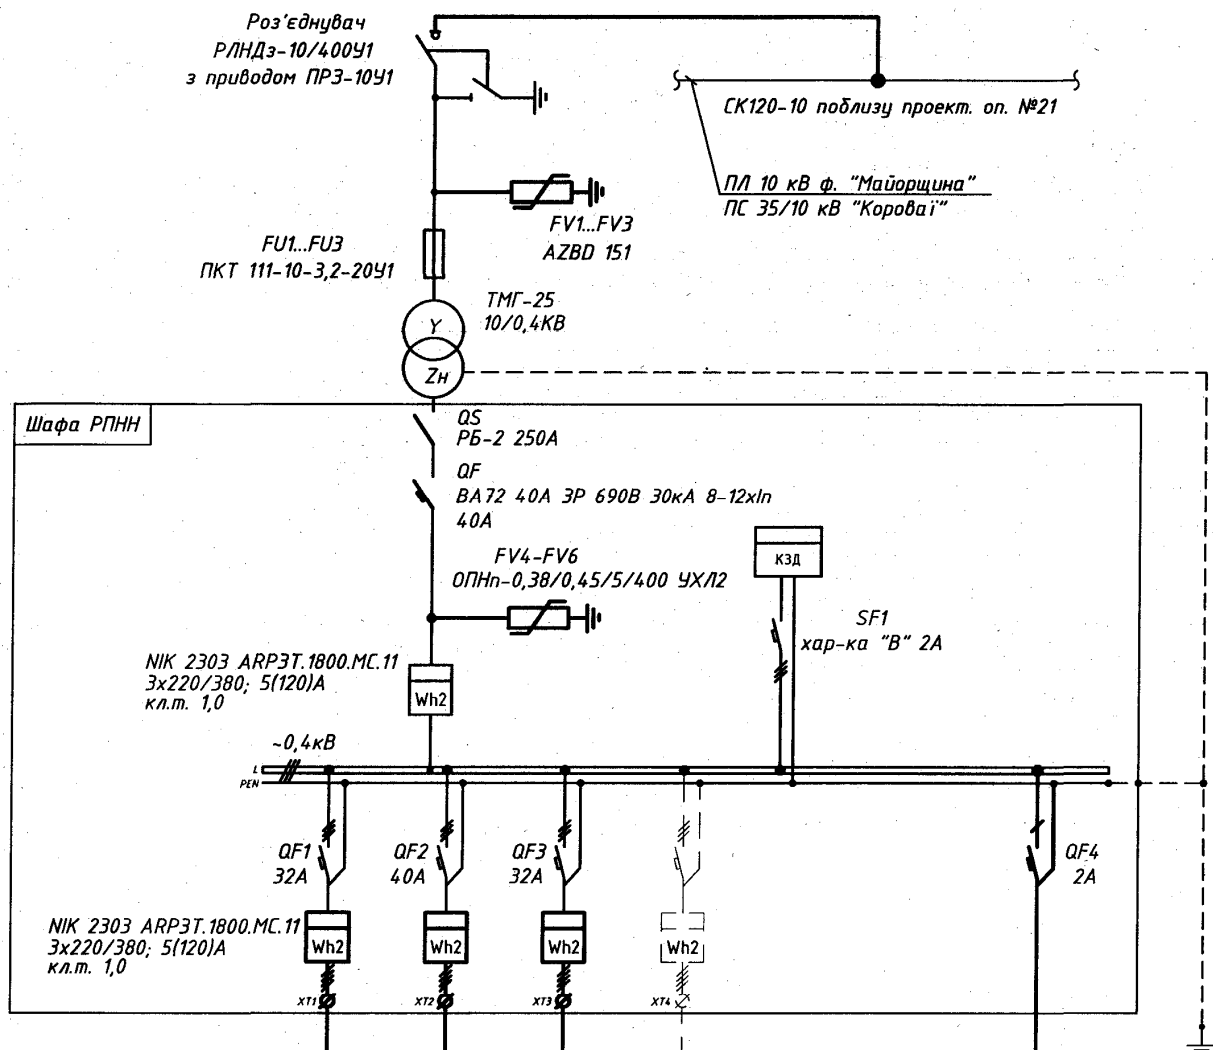 Роз'єднувач
РЛНДз-10/400У1
з приводом ПРЗ-10У1
СК120-10 поблизу проект. оп. №21
ПЛ 10 кВ ф. "Майорщина"
ПС 35/10 кВ "Короваї"
FV1...FV3
AZBD 151
FU1...FU3
ПКТ 111-10-3,2-20У1
ТМГ-25
10/0,4КВ
Y
Zн
Шафа РПНН
QS
РБ-2 250А
QF
ВА72 40А 3Р 690В 30кА 8-12хIn
40А
FV4-FV6
ОПНп-0,38/0,45/5/400 УХЛ2
КЗД
SF1
хар-ка "В" 2А
NIK 2303 ARP3T.1800.MC.11
3х220/380; 5(120)А
кл.т. 1,0
Wh2
~0,4кВ
L
PEN
QF1
32А
QF2
40А
QF3
32А
QF4
2А
NIK 2303 ARP3T.1800.MC.11
3х220/380; 5(120)А
кл.т. 1,0
Wh2
Wh2
Wh2
Wh2
XT1
XT2
XT3
XT4